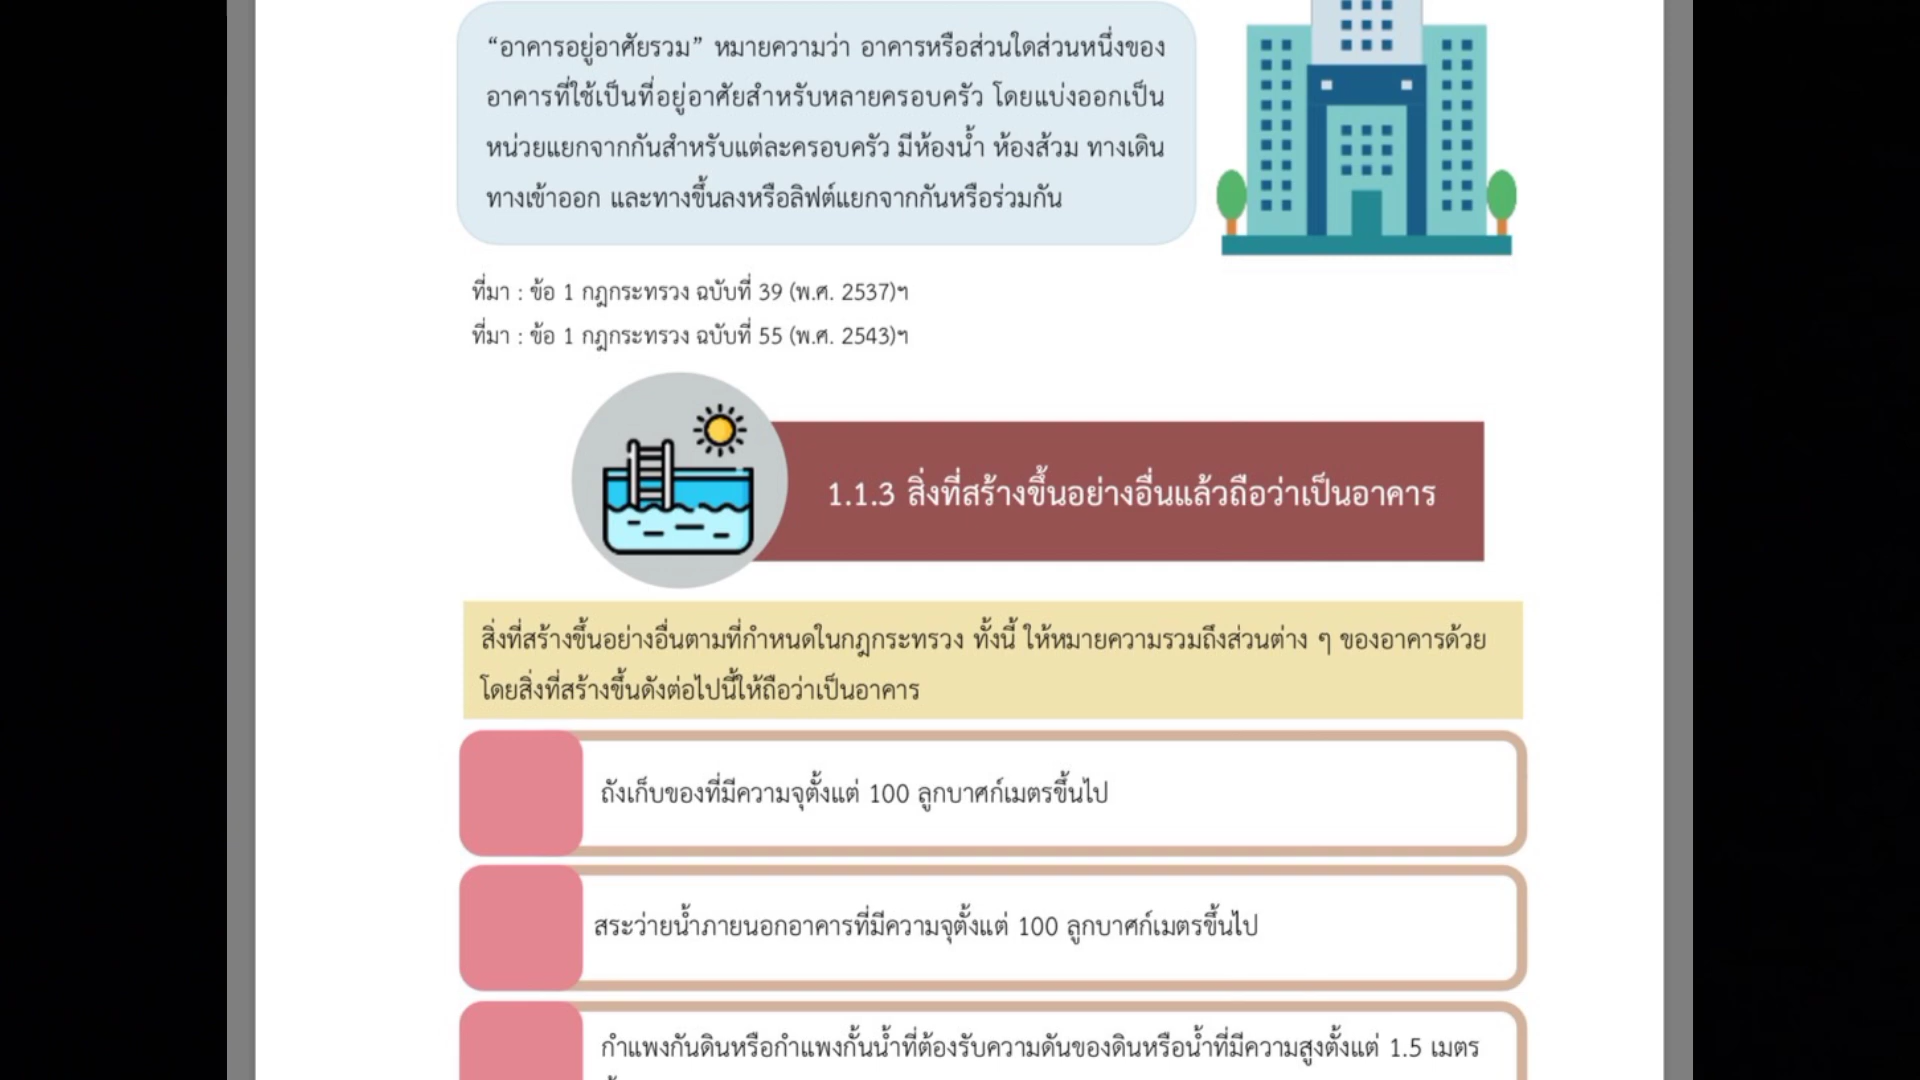 “อาคารอยู่อาศัยรวม” หมายความว่า อาคารหรือส่วนใดส่วนหนึ่งของ
อาคารที่ใช้เป็นที่อยู่อาศัยสำหรับหลายครอบครัว โดยแบ่งออกเป็น
หน่วยแยกจากกันสำหรับแต่ละครอบครัว มีห้องน้ำ ห้องส้วม ทางเดิน
ทางเข้าออก และทางขึ้นลงหรือลิฟต์แยกจากกันหรือร่วมกัน
ที่มา : ข้อ 1 กฎกระทรวง ฉบับที่ 39 (พ.ศ. 2537)ฯ
ที่มา : ข้อ 1 กฎกระทรวง ฉบับที่ 55 (พ.ศ. 2543)ฯ
1.1.3 สิ่งที่สร้างขึ้นอย่างอื่นแล้วถือว่าเป็นอาคาร
สิ่งที่สร้างขึ้นอย่างอื่นตามที่กำหนดในกฎกระทรวง ทั้งนี้ ให้หมายความรวมถึงส่วนต่าง ๆ ของอาคารด้วย
โดยสิ่งที่สร้างขึ้นดังต่อไปนี้ให้ถือว่าเป็นอาคาร
ถังเก็บของที่มีความจุตั้งแต่ 100 ลูกบาศก์เมตรขึ้นไป
สระว่ายน้ำภายนอกอาคารที่มีความจุตั้งแต่ 100 ลูกบาศก์เมตรขึ้นไป
กำแพงกันดินหรือกำแพงกั้นน้ำที่ต้องรับความดันของดินหรือน้ำที่มีความสูงตั้งแต่ 1.5 เมตร